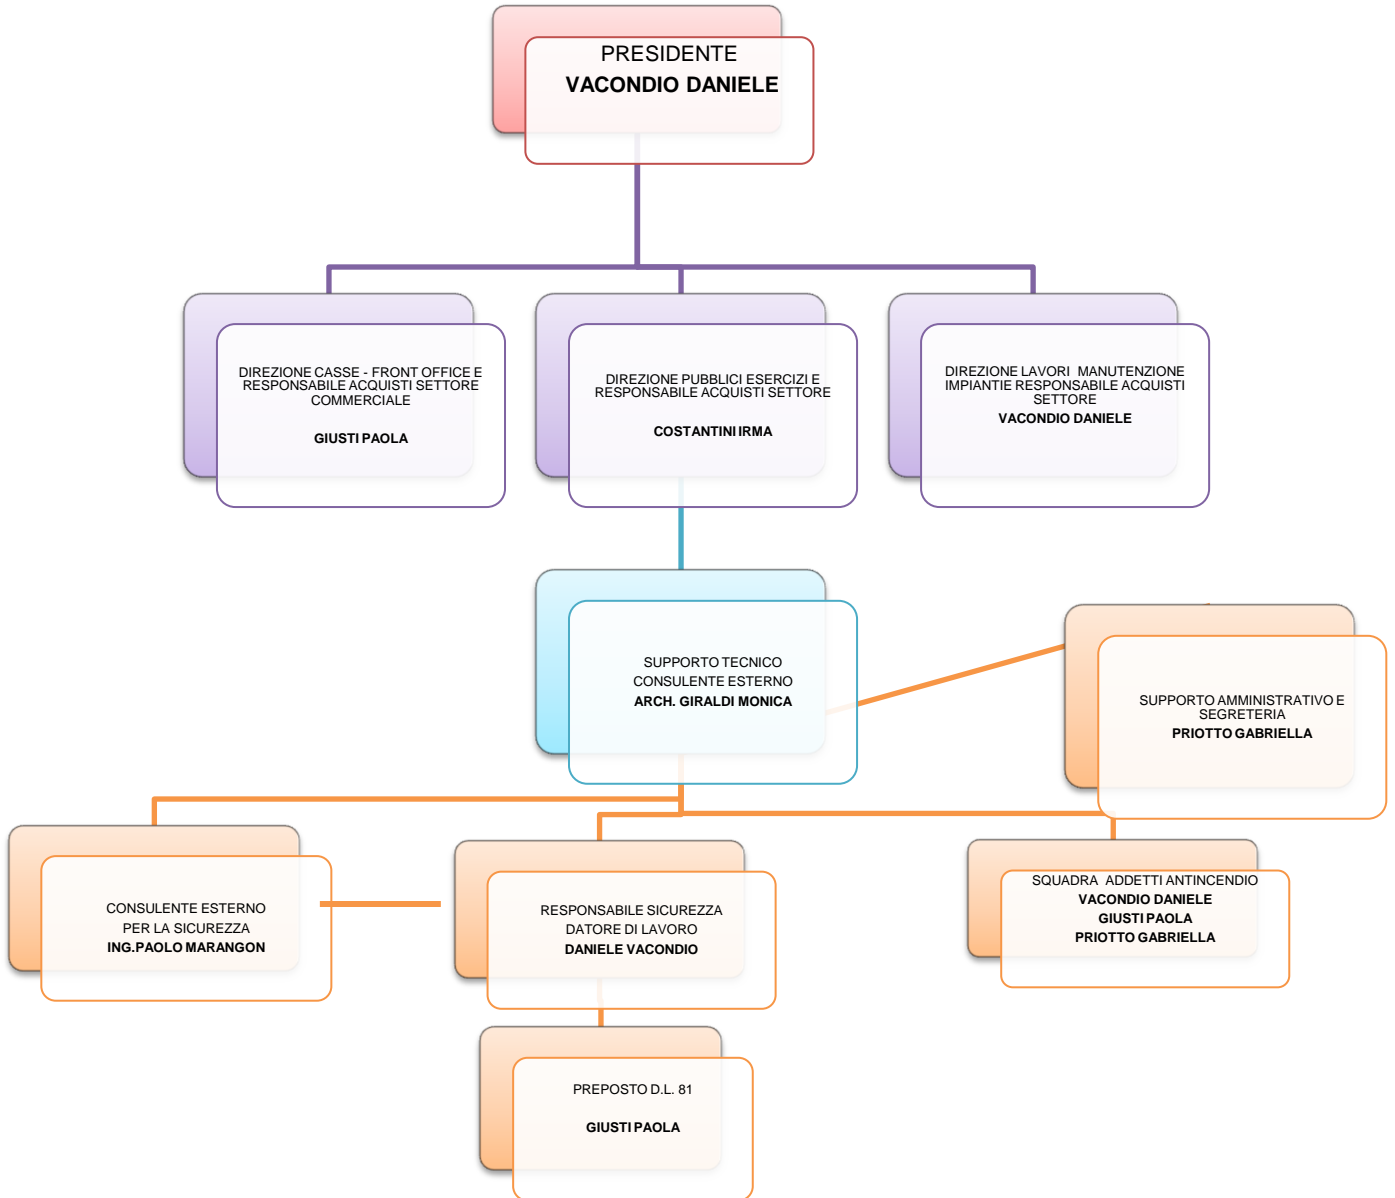 PRESIDENTE
VACONDIO DANIELE
DIREZIONE CASSE - FRONT OFFICE E
RESPONSABILE ACQUISTI SETTORE
COMMERCIALE
GIUSTI PAOLA
DIREZIONE PUBBLICI ESERCIZI E
RESPONSABILE ACQUISTI SETTORE
COSTANTINI IRMA
DIREZIONE LAVORI MANUTENZIONE
IMPIANTIE RESPONSABILE ACQUISTI
SETTORE
VACONDIO DANIELE
SUPPORTO TECNICO
CONSULENTE ESTERNO
ARCH. GIRALDI MONICA
SUPPORTO AMMINISTRATIVO E
SEGRETERIA
PRIOTTO GABRIELLA
CONSULENTE ESTERNO
PER LA SICUREZZA
ING.PAOLO MARANGON
RESPONSABILE SICUREZZA
DATORE DI LAVORO
DANIELE VACONDIO
SQUADRA ADDETTI ANTINCENDIO
VACONDIO DANIELE
GIUSTI PAOLA
PRIOTTO GABRIELLA
PREPOSTO D.L. 81
GIUSTI PAOLA